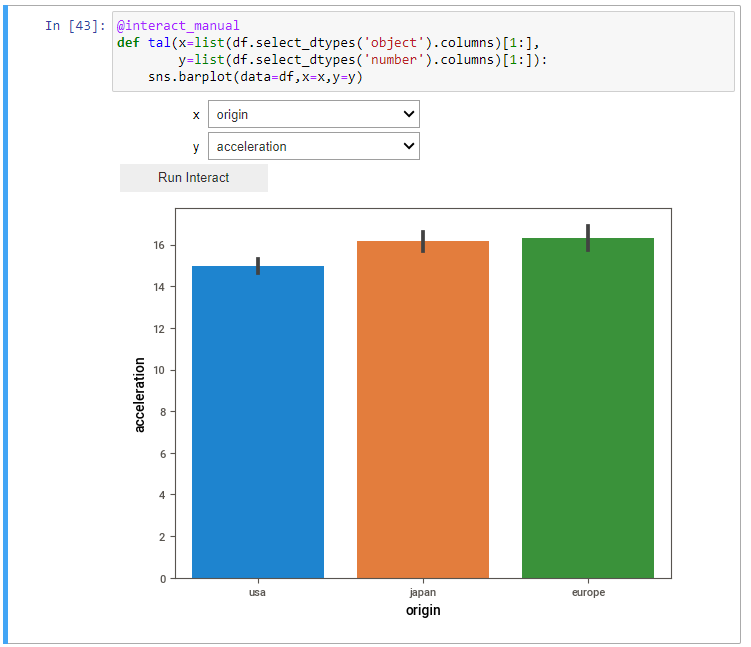 In [43]: @interact_manual
def tal(x=list(df.select_dtypes('object').columns)[1:],
y=list(df.select_dtypes('number').columns)[1:]):
sns.barplot(data=df,x=x,y=y)
x origin
y acceleration
Run Interact
16
14
12
10
8
6
4
2
0
acceleration
usa japan europe
origin